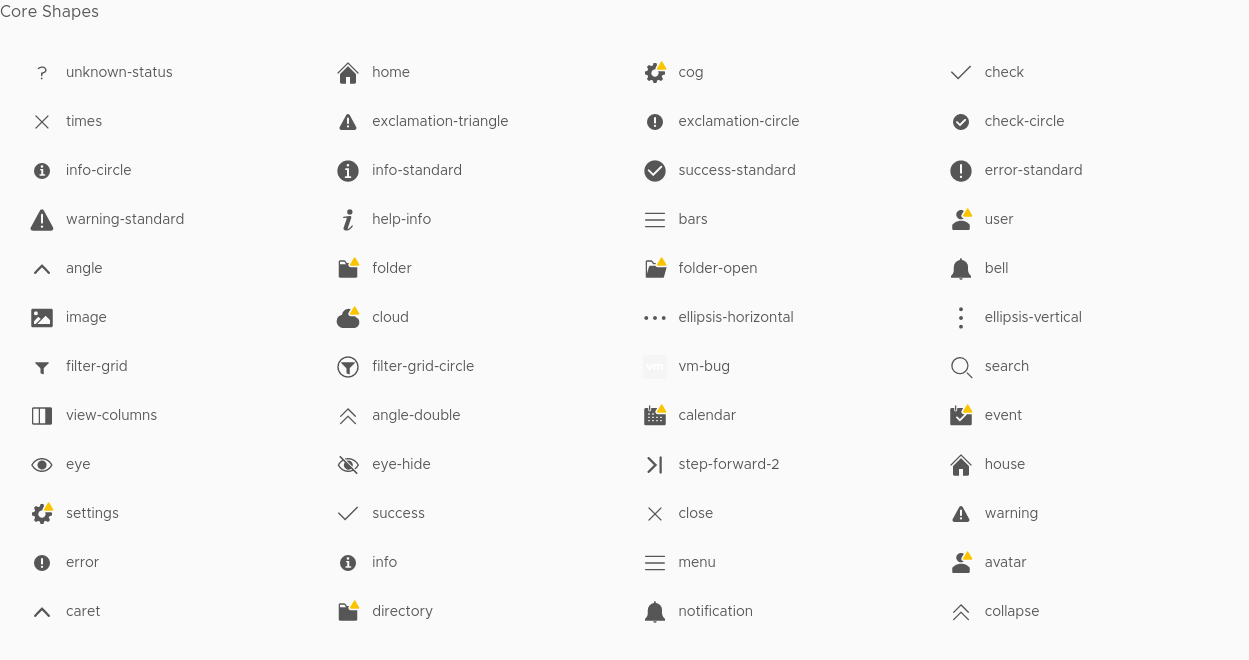 Core Shapes
? unknown-status home cog check
times exclamation-triangle exclamation-circle check-circle
info-circle info-standard success-standard error-standard
warning-standard help-info bars user
angle folder folder-open bell
image cloud ellipsis-horizontal ellipsis-vertical
filter-grid filter-grid-circle vm vm-bug search
view-columns angle-double calendar event
eye eye-hide step-forward-2 house
settings success close warning
error info menu avatar
caret directory notification collapse